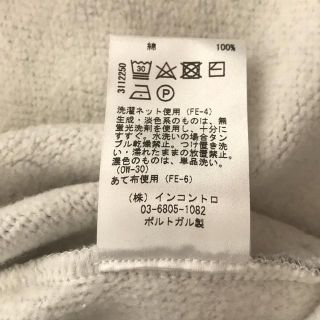 綿 100%
3112250
30
P
洗濯ネット使用(FE-4)
生成・淡色系のものは、無
蛍光洗剤を使用し、十分に
すすぐ。水洗いの場合タン
ブル乾燥禁止。つけ置き洗
い・濡れたままの放置禁止。
濃色のものは、単品洗い。
(OW-30)
あて布使用(FE-6)
(株)インコントロ
03-6805-1082
ポルトガル製